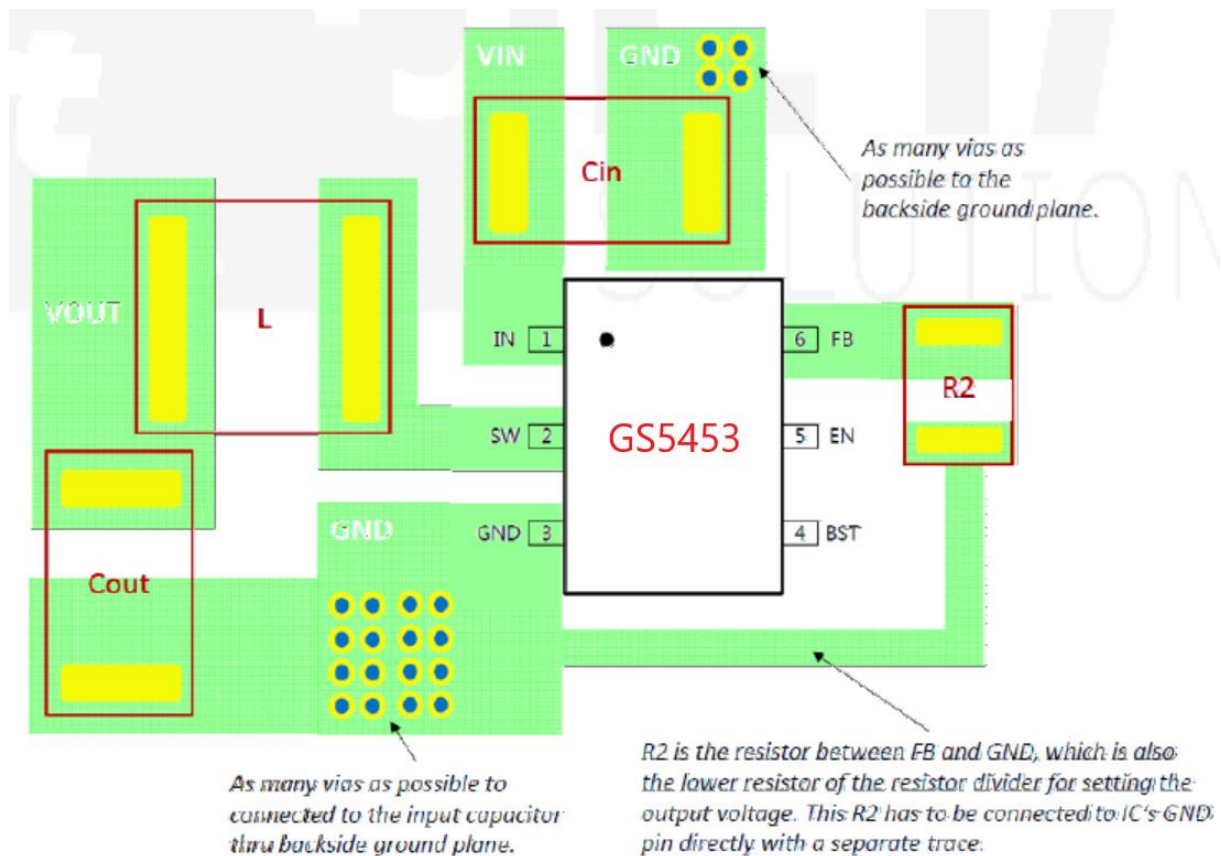 VIN
GND
As many vias as
possible to the
backside ground plane.
Cin
VOUT
L
IN 1
6 FB
R2
SW 2
GS5453
5 EN
GND
GND 3
4 BST
Cout
As many vias as possible to
connected to the input capacitor
thru backside ground plane.
R2 is the resistor between FB and GND, which is also
the lower resistor of the resistor divider for setting the
output voltage. This R2 has to be connected to IC's GND
pin directly with a separate trace.
SOLUTION